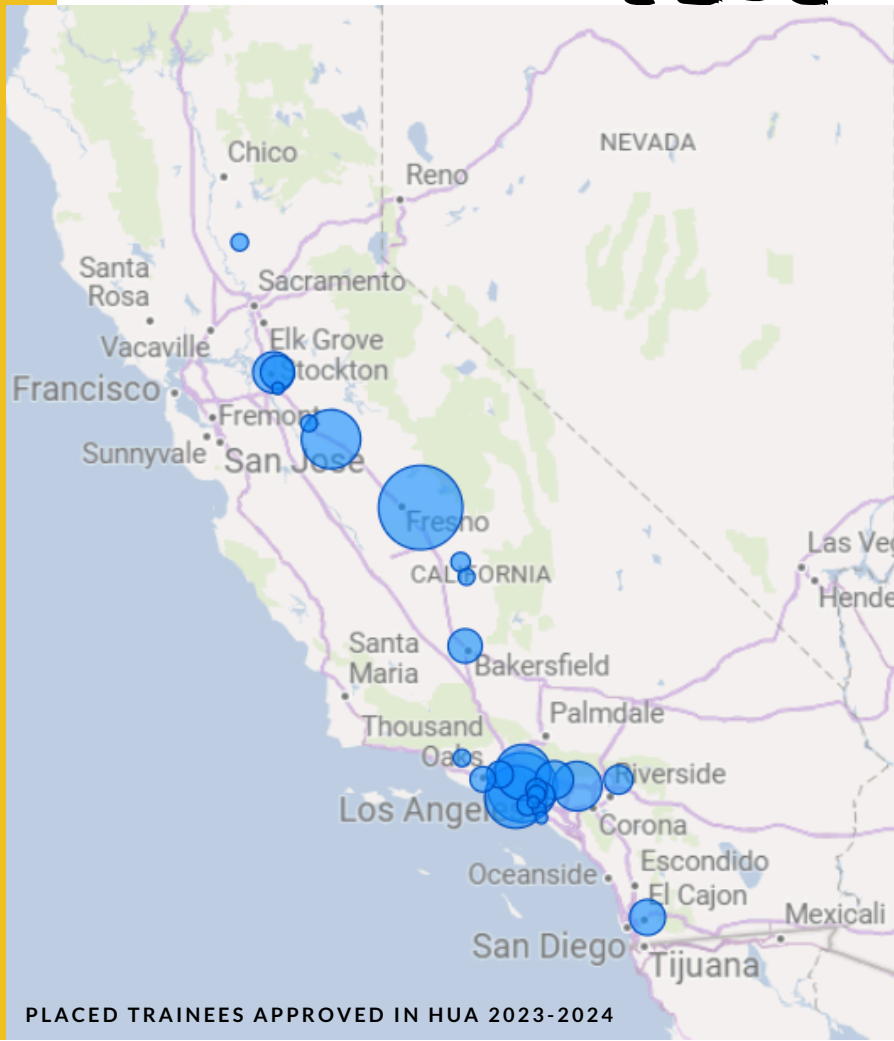 Chico
NEVADA
Reno
Santa
Rosa
Sacramento
Vacaville
Elk Grove
Stockton
Francisco
Fremont
Sunnyvale
San Jose
Fresno
Las Veg
CALIFORNIA
Hende
Santa
Maria
Bakersfield
Palmdale
Thousand
Oaks
Riverside
Los Angeles
Corona
Escondido
Oceanside
El Cajon
Mexicali
San Diego
Tijuana
PLACED TRAINEES APPROVED IN HUA 2023-2024